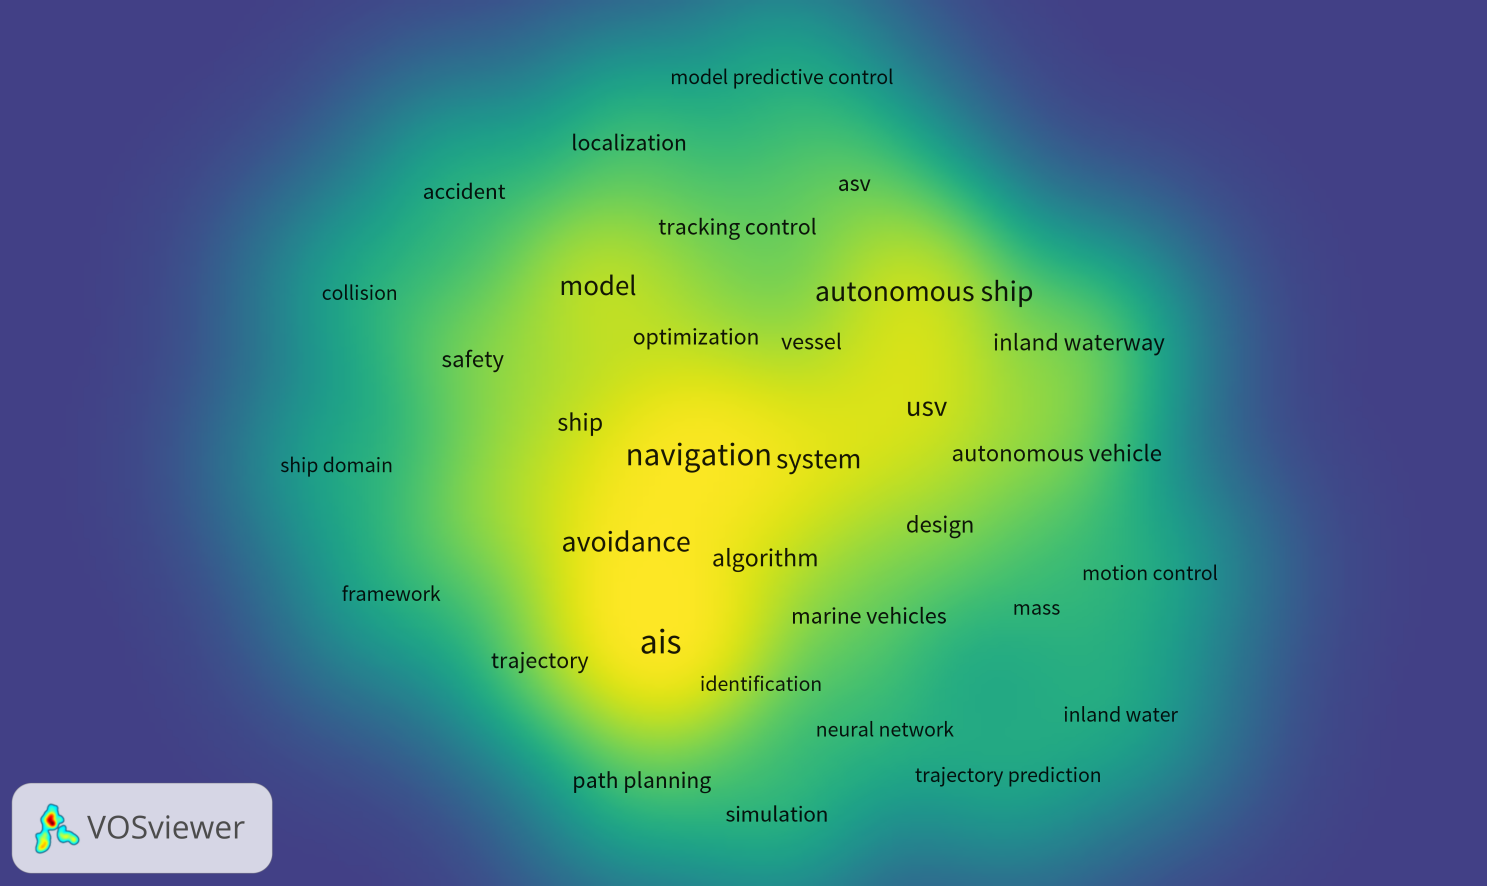 model predictive control
localization
accident
asv
tracking control
model
autonomous ship
collision
optimization
vessel
inland waterway
safety
usv
ship
navigation
system
autonomous vehicle
ship domain
design
avoidance
algorithm
motion control
framework
mass
marine vehicles
ais
trajectory
identification
inland water
neural network
trajectory prediction
path planning
simulation
VOSviewer